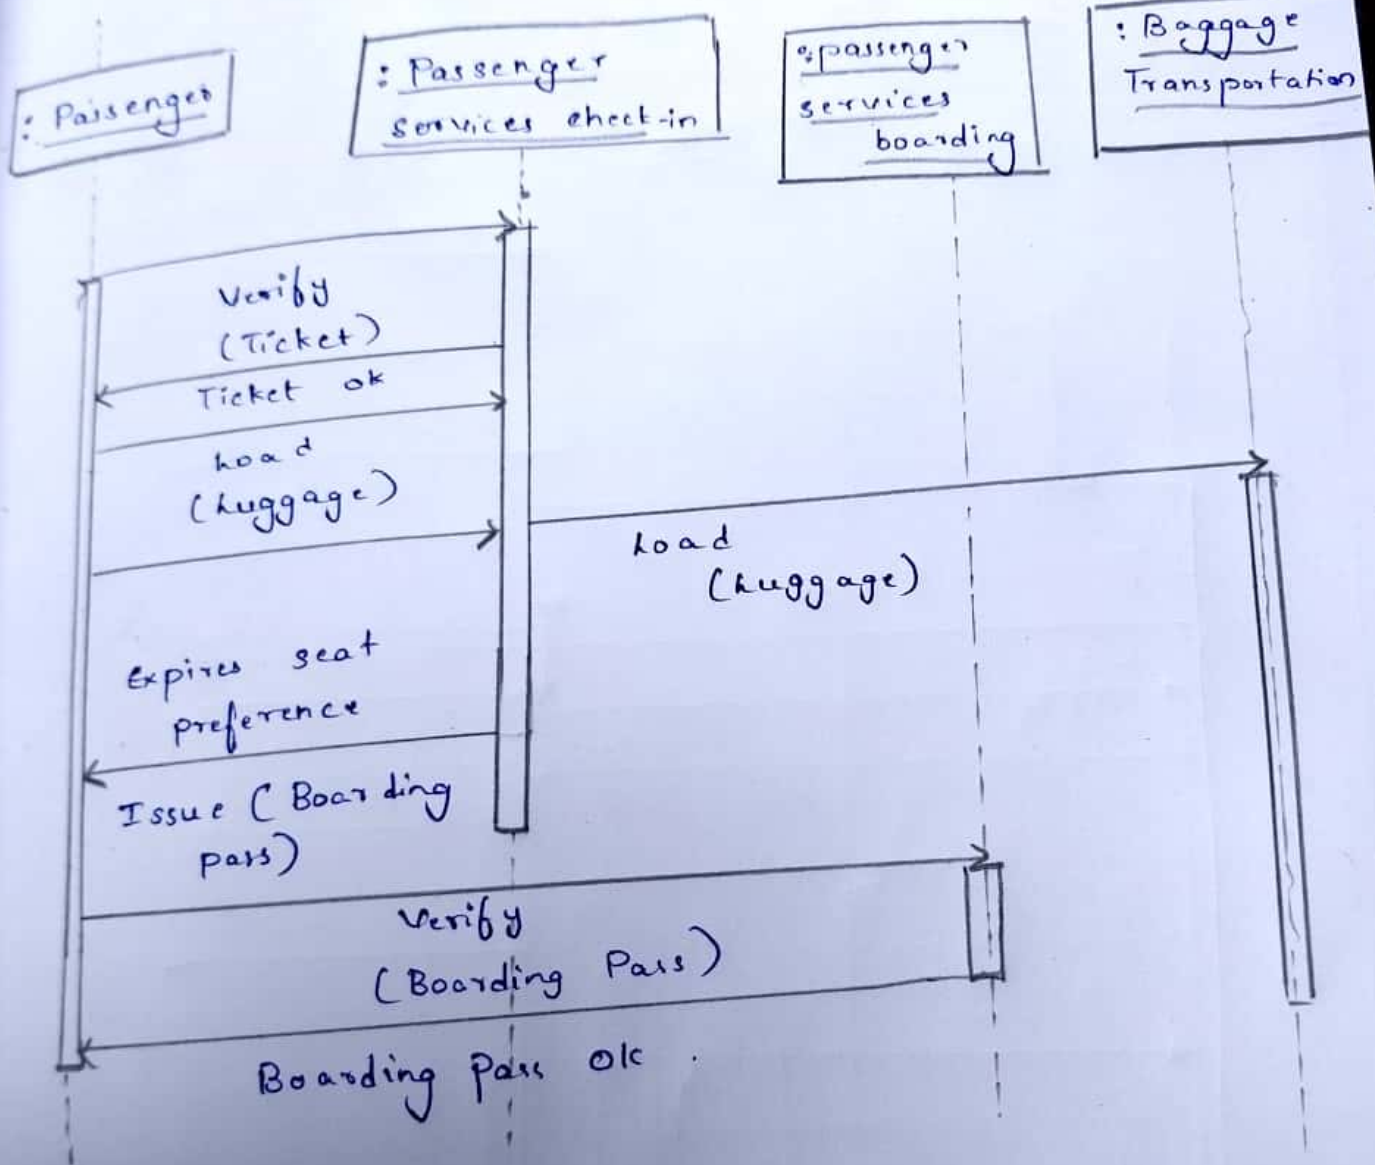 : Passenger
: Passenger
services check-in
: passenger
services
boarding
: Baggage
Transportation
Verify
(Ticket)
Ticket ok
Load
(Luggage)
Load
(Luggage)
Expires seat
preference
Issue (Boarding
pass)
Verify
(Boarding Pass)
Boarding Pass ok.